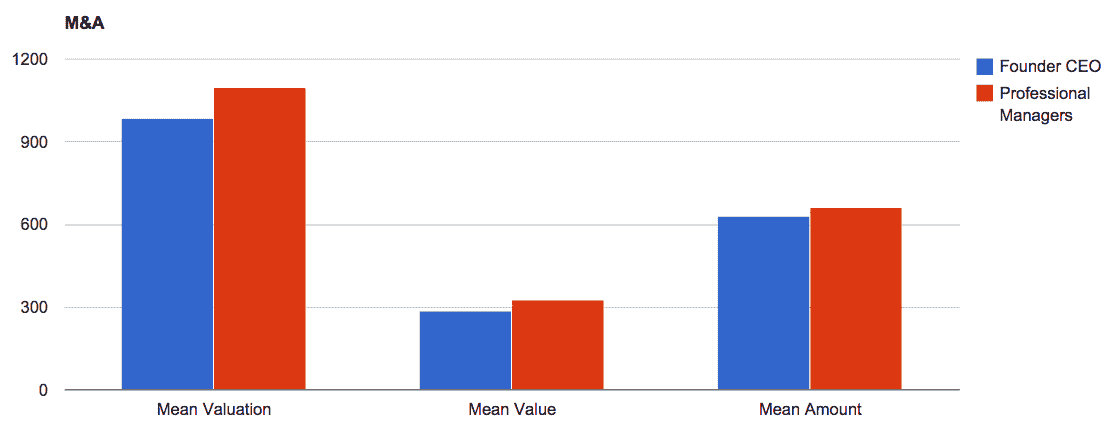 M&A
1200
900
600
300
0
Mean Valuation
Mean Value
Mean Amount
Founder CEO
Professional
Managers